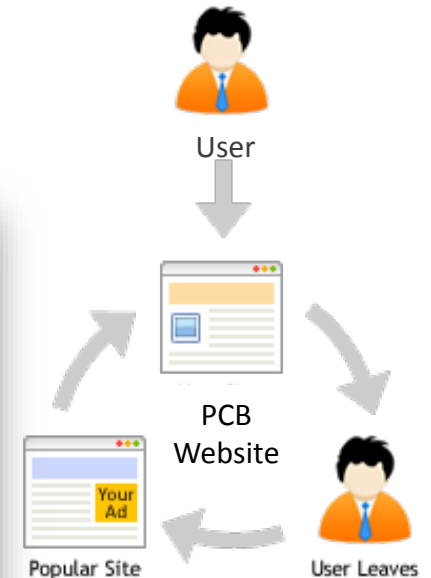 User
PCB
Website
Your
Ad
Popular Site
User Leaves